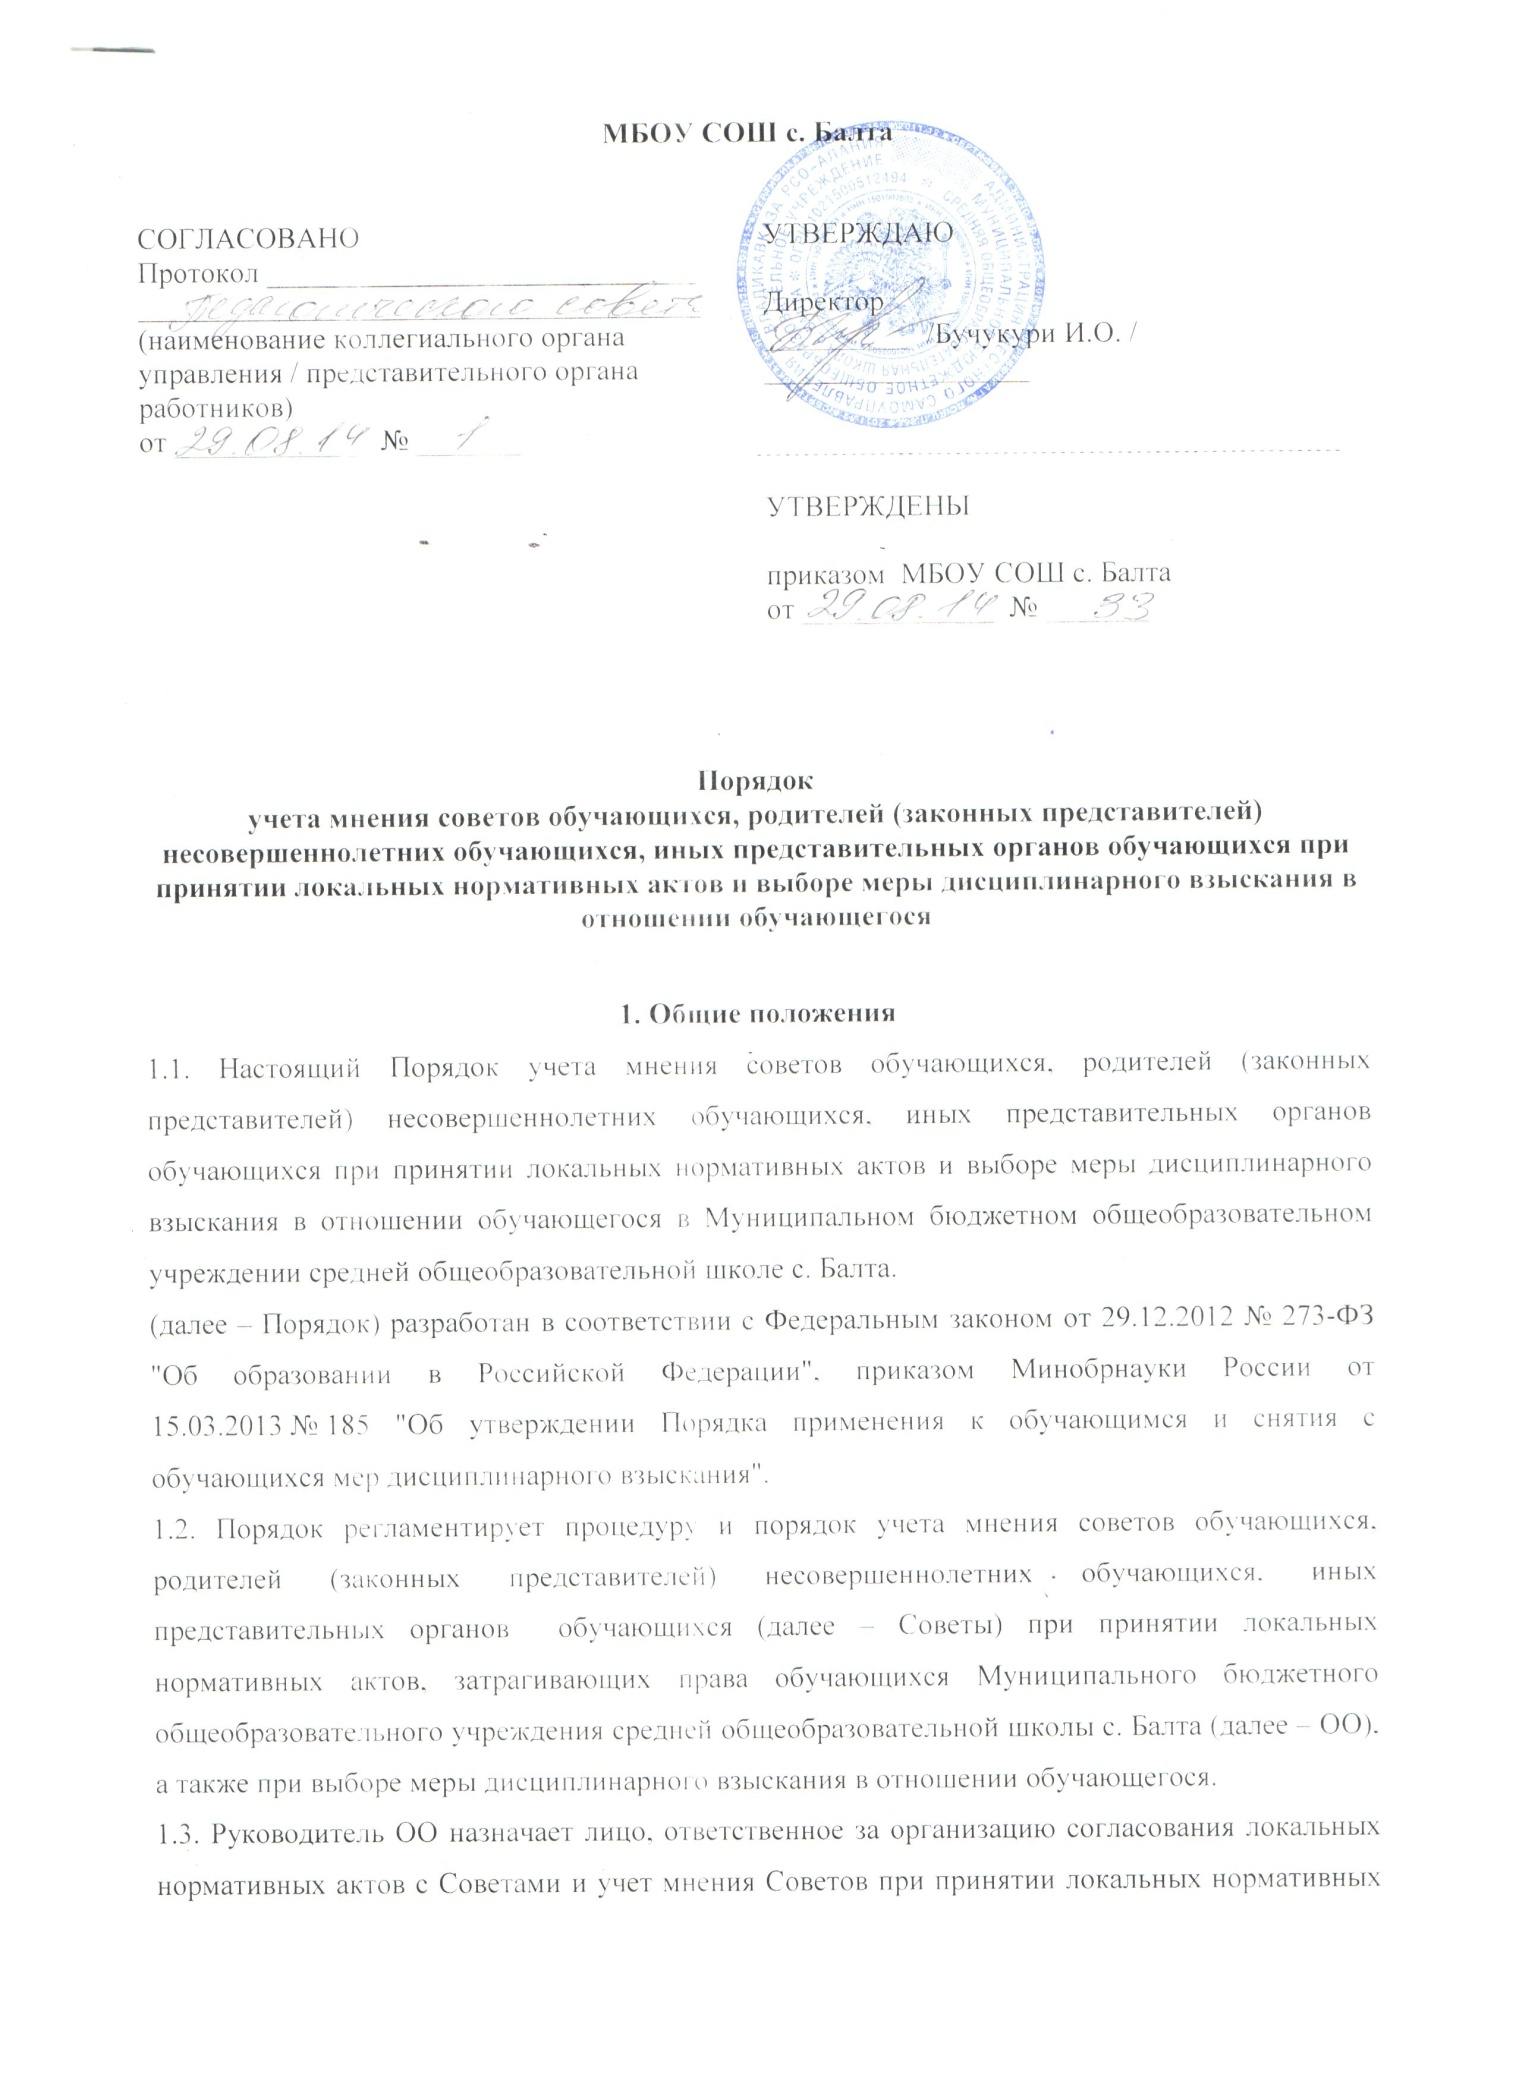 МБОУ СОШ с. Балта
СОГЛАСОВАНО
Протокол
Педагогического совета
(наименование коллегиального органа
управления / представительного органа
работников)
от 29.08.14 № 1
УТВЕРЖДАЮ
Директор
/Бучукури И.О. /
УТВЕРЖДЕНЫ
приказом МБОУ СОШ с. Балта
от 29.08.14 № 33
Порядок
учета мнения советов обучающихся, родителей (законных представителей)
несовершеннолетних обучающихся, иных представительных органов обучающихся при
принятии локальных нормативных актов и выборе меры дисциплинарного взыскания в
отношении обучающегося
1. Общие положения
1.1. Настоящий Порядок учета мнения советов обучающихся, родителей (законных
представителей) несовершеннолетних обучающихся, иных представительных органов
обучающихся при принятии локальных нормативных актов и выборе меры дисциплинарного
взыскания в отношении обучающегося в Муниципальном бюджетном общеобразовательном
учреждении средней общеобразовательной школе с. Балта.
(далее – Порядок) разработан в соответствии с Федеральным законом от 29.12.2012 № 273-ФЗ
"Об образовании в Российской Федерации", приказом Минобрнауки России от
15.03.2013 № 185 "Об утверждении Порядка применения к обучающимся и снятия с
обучающихся мер дисциплинарного взыскания".
1.2. Порядок регламентирует процедуру и порядок учета мнения советов обучающихся,
родителей (законных представителей) несовершеннолетних обучающихся, иных
представительных органов обучающихся (далее – Советы) при принятии локальных
нормативных актов, затрагивающих права обучающихся Муниципального бюджетного
общеобразовательного учреждения средней общеобразовательной школы с. Балта (далее – ОО),
а также при выборе меры дисциплинарного взыскания в отношении обучающегося.
1.3. Руководитель ОО назначает лицо, ответственное за организацию согласования локальных
нормативных актов с Советами и учет мнения Советов при принятии локальных нормативных